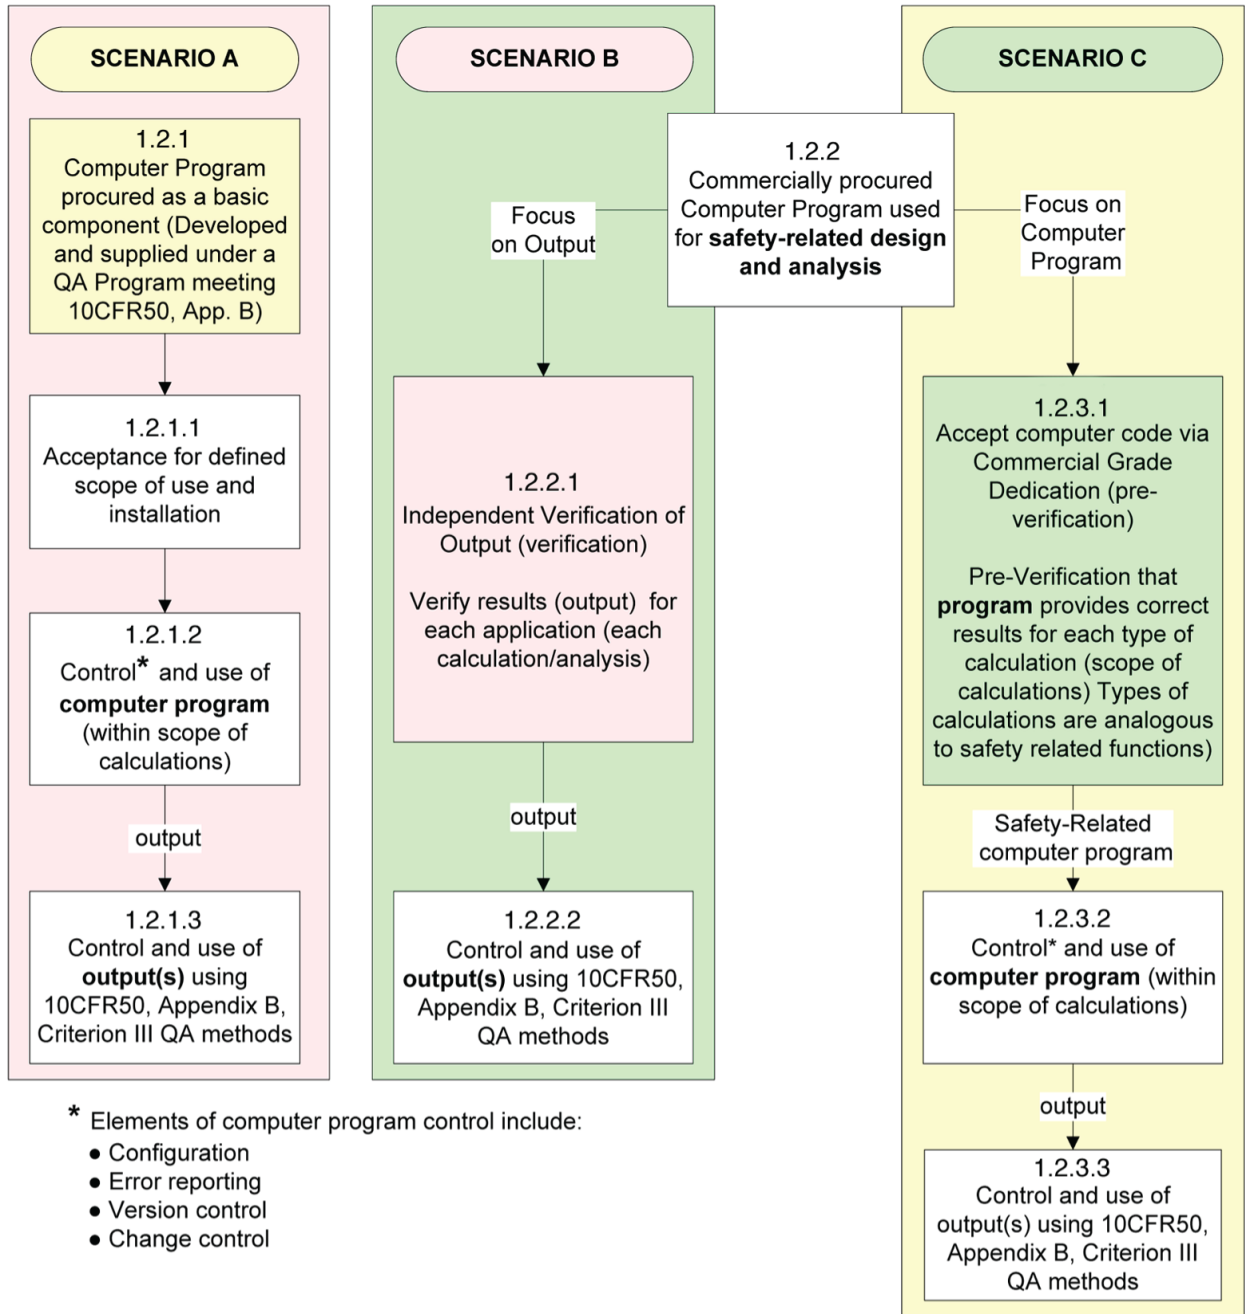 SCENARIO A
1.2.1
Computer Program
procured as a basic
component (Developed
and supplied under a
QA Program meeting
10CFR50, App. B)
1.2.1.1
Acceptance for defined
scope of use and
installation
1.2.1.2
Control* and use of
computer program
(within scope of
calculations)
output
1.2.1.3
Control and use of
output(s) using
10CFR50, Appendix B,
Criterion III QA methods
SCENARIO B
1.2.2
Commercially procured
Computer Program used
for safety-related design
and analysis
Focus
on Output
1.2.2.1
Independent Verification of
Output (verification)
Verify results (output) for
each application (each
calculation/analysis)
output
1.2.2.2
Control and use of
output(s) using 10CFR50,
Appendix B, Criterion III
QA methods
SCENARIO C
Focus on
Computer
Program
1.2.3.1
Accept computer code via
Commercial Grade
Dedication (pre-
verification)
Pre-Verification that
program provides correct
results for each type of
calculation (scope of
calculations) Types of
calculations are analogous
to safety related functions)
Safety-Related
computer program
1.2.3.2
Control* and use of
computer program (within
scope of calculations)
output
1.2.3.3
Control and use of
output(s) using 10CFR50,
Appendix B, Criterion III
QA methods
* Elements of computer program control include:
● Configuration
● Error reporting
● Version control
● Change control